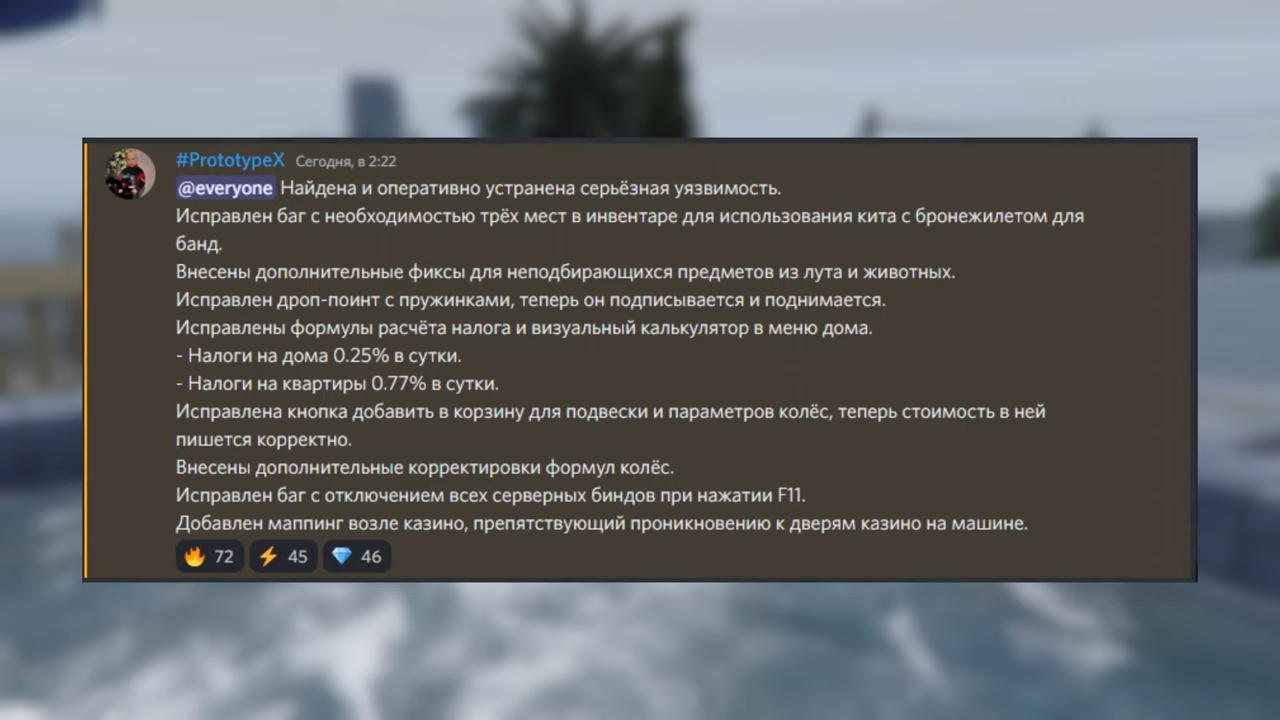 #PrototypeX Сегодня, в 2:22
@everyone Найдена и оперативно устранена серьёзная уязвимость.
Исправлен баг с необходимостью трёх мест в инвентаре для использования кита с бронежилетом для
банд.
Внесены дополнительные фиксы для неподбирающихся предметов из лута и животных.
Исправлен дроп-поинт с пружинками, теперь он подписывается и поднимается.
Исправлены формулы расчёта налога и визуальный калькулятор в меню дома.
- Налоги на дома 0.25% в сутки.
- Налоги на квартиры 0.77% в сутки.
Исправлена кнопка добавить в корзину для подвески и параметров колёс, теперь стоимость в ней
пишется корректно.
Внесены дополнительные корректировки формул колёс.
Исправлен баг с отключением всех серверных биндов при нажатии F11.
Добавлен маппинг возле казино, препятствующий проникновению к дверям казино на машине.
🔥 72 ⚡ 45 💎 46